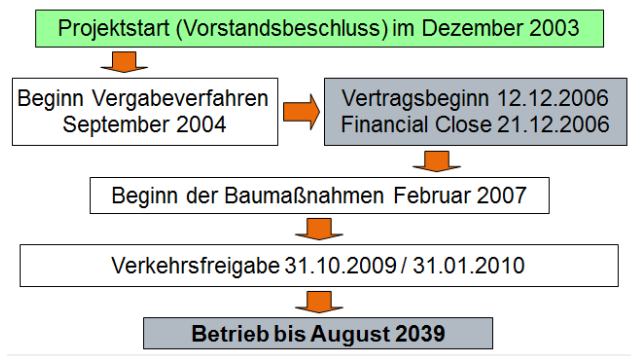 Projektstart (Vorstandsbeschluss) im Dezember 2003
Beginn Vergabeverfahren
September 2004
Vertragsbeginn 12.12.2006
Financial Close 21.12.2006
Beginn der Baumaßnahmen Februar 2007
Verkehrsfreigabe 31.10.2009 / 31.01.2010
Betrieb bis August 2039